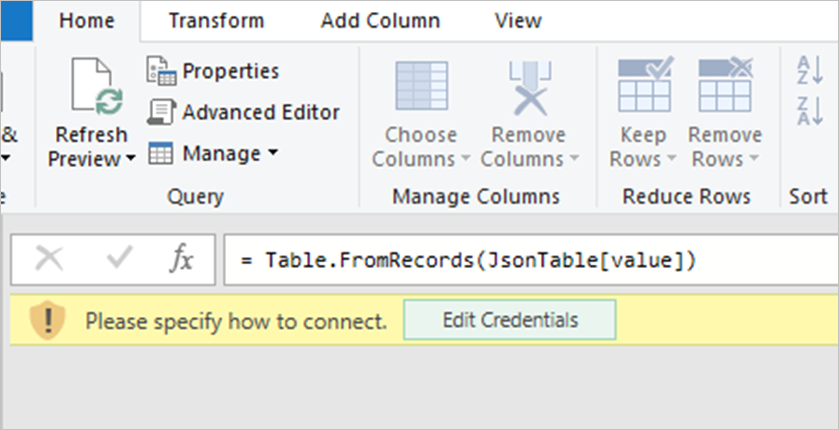 Home Transform Add Column View
Properties
Advanced Editor
Manage
Refresh
Preview
Choose
Columns
Remove
Columns
Keep
Rows
Remove
Rows
A
Z
Z
A
&
Query
Manage Columns
Reduce Rows
Sort
fx
= Table.FromRecords(JsonTable[value])
Please specify how to connect.
Edit Credentials